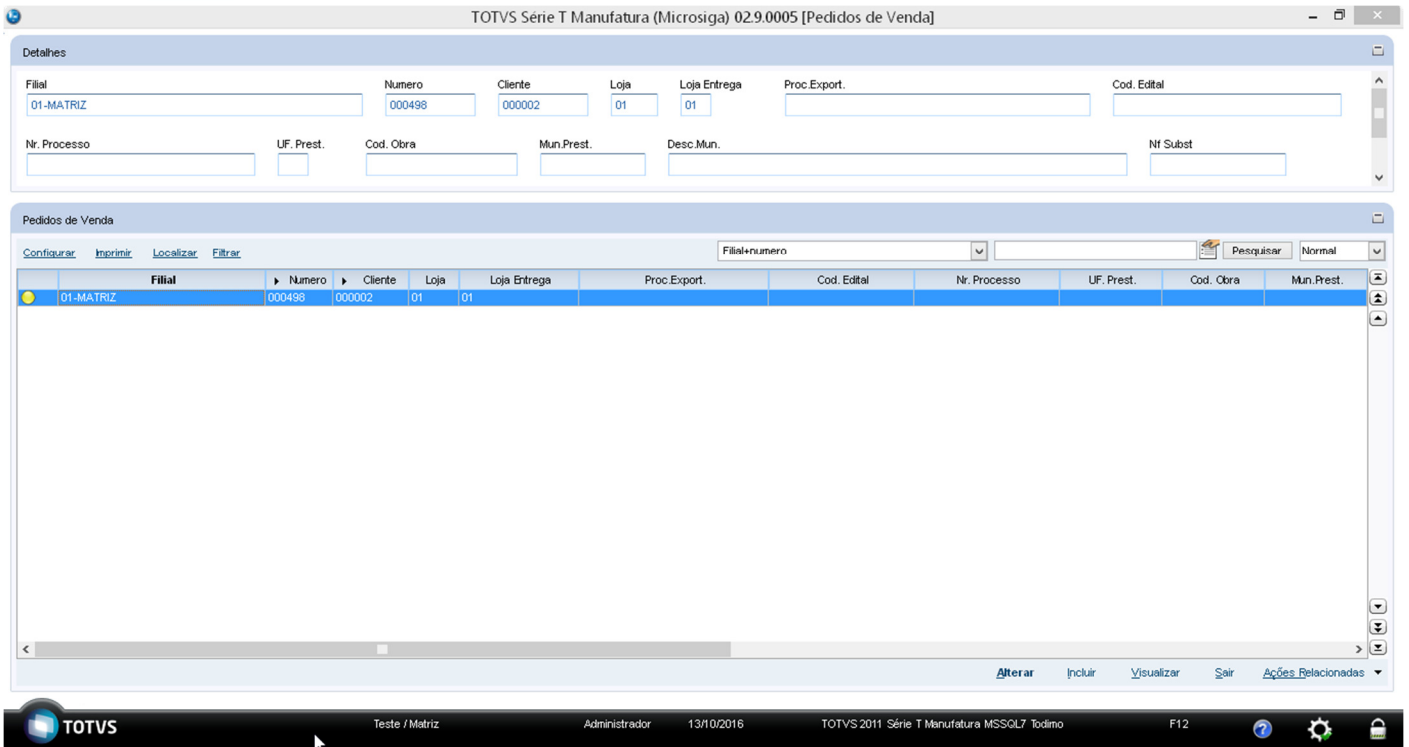 TOTVS Série T Manufatura (Microsiga) 02.9.0005 [Pedidos de Venda]
Detalhes
Filial Numero Cliente Loja Loja Entrega Proc.Export. Cod. Edital
01-MATRIZ 000498 000002 01 01
Nr. Processo UF. Prest. Cod. Obra Mun.Prest. Desc.Mun. Nf Subst
Pedidos de Venda
Configurar Imprimir Localizar Filtrar Filial+numero Pesquisar Normal
Filial Numero Cliente Loja Loja Entrega Proc.Export. Cod. Edital Nr. Processo UF. Prest. Cod. Obra Mun.Prest.
01-MATRIZ 000498 000002 01 01
Alterar Incluir Visualizar Sair Ações Relacionadas
TOTVS Teste / Matriz Administrador 13/10/2016 TOTVS 2011 Série T Manufatura MSSQL7 Todimo F12